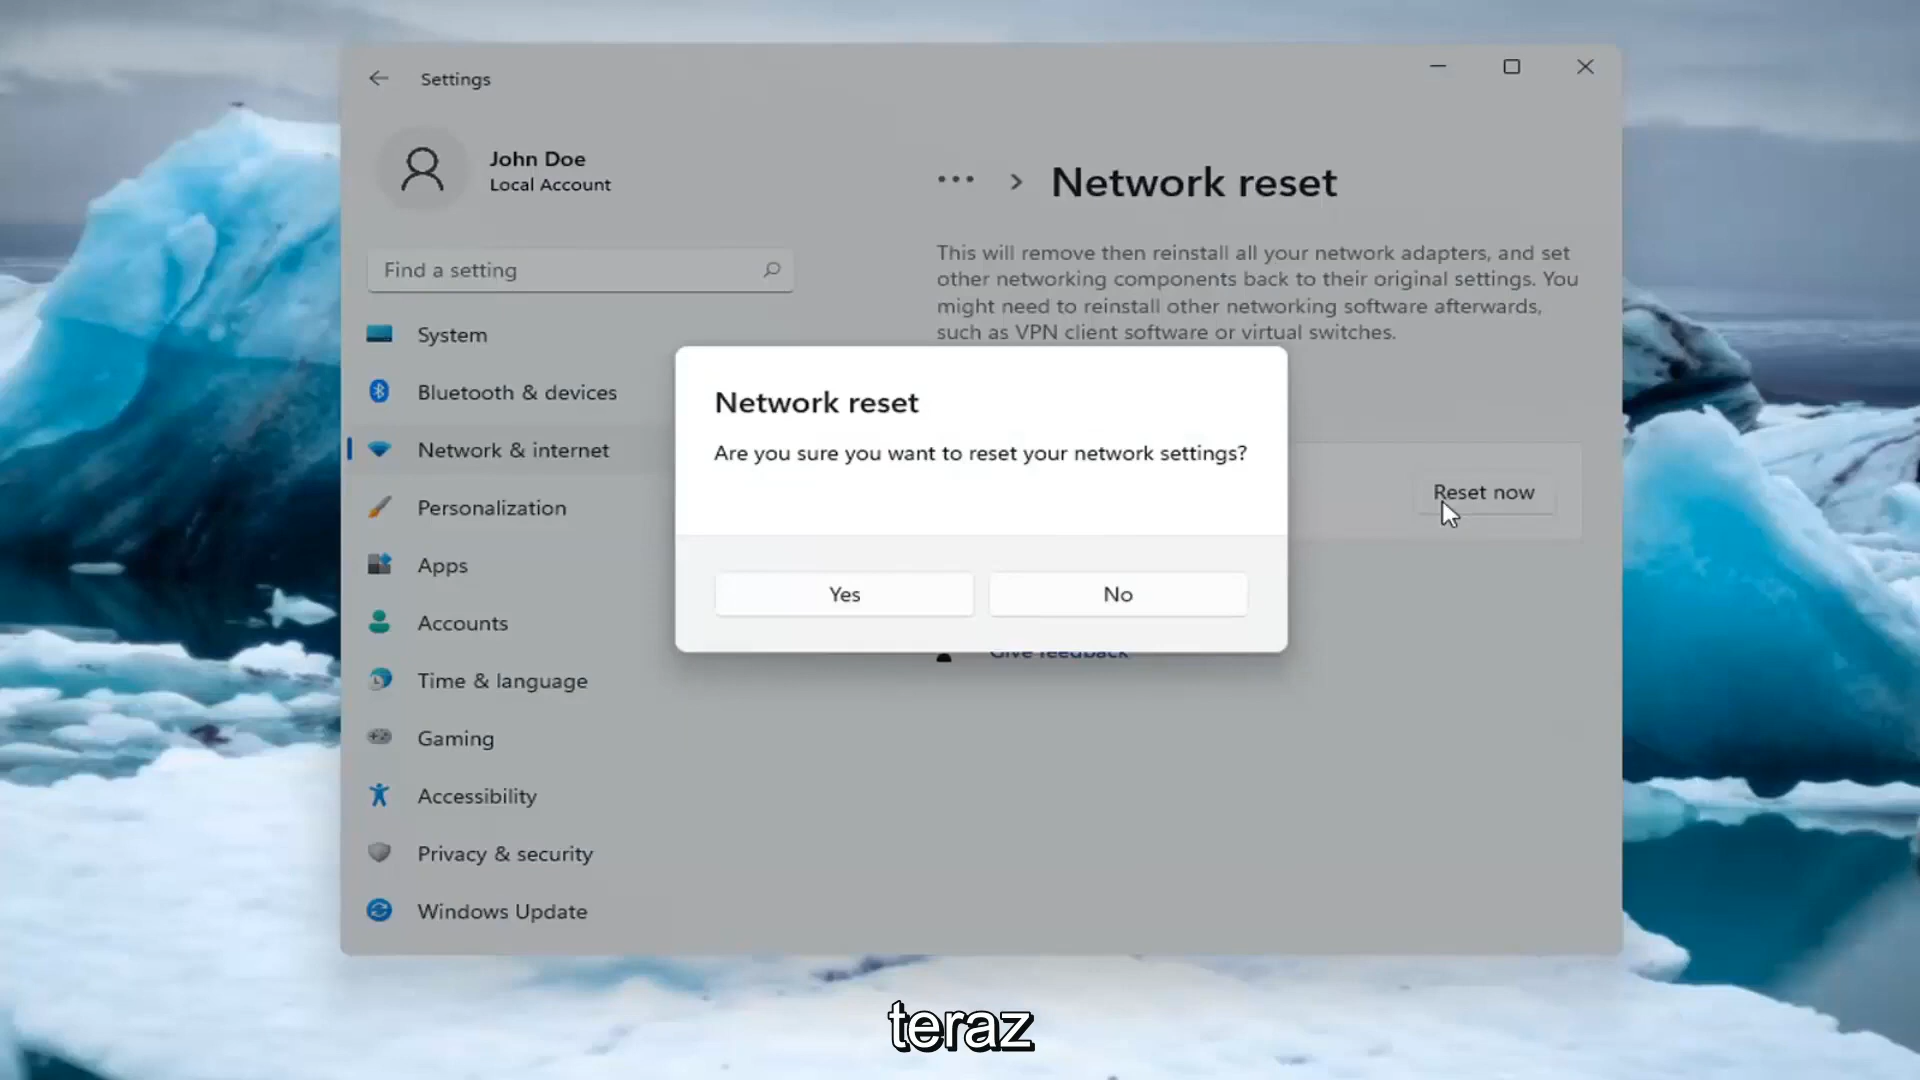 Settings
John Doe
Local Account
Find a setting
System
Bluetooth & devices
Network & internet
Personalization
Apps
Accounts
Time & language
Gaming
Accessibility
Privacy & security
Windows Update
Network reset
This will remove then reinstall all your network adapters, and set
other networking components back to their original settings. You
might need to reinstall other networking software afterwards,
such as VPN client software or virtual switches.
Reset now
Network reset
Are you sure you want to reset your network settings?
Yes
No
Give feedback
teraz